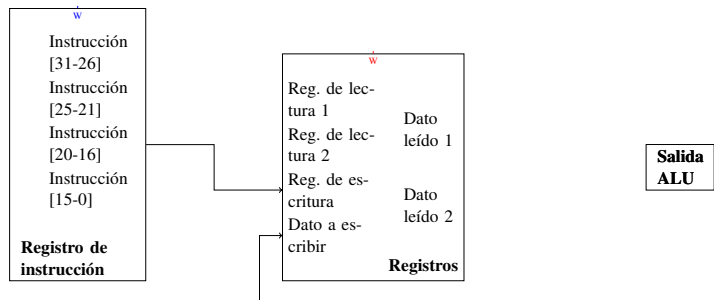 w
Instrucción
[31-26]
Instrucción
[25-21]
Instrucción
[20-16]
Instrucción
[15-0]
Registro de
instrucción
w
Reg. de lec-
tura 1
Reg. de lec-
tura 2
Reg. de es-
critura
Dato a es-
cribir
Dato
leído 1
Dato
leído 2
Registros
Salida
ALU